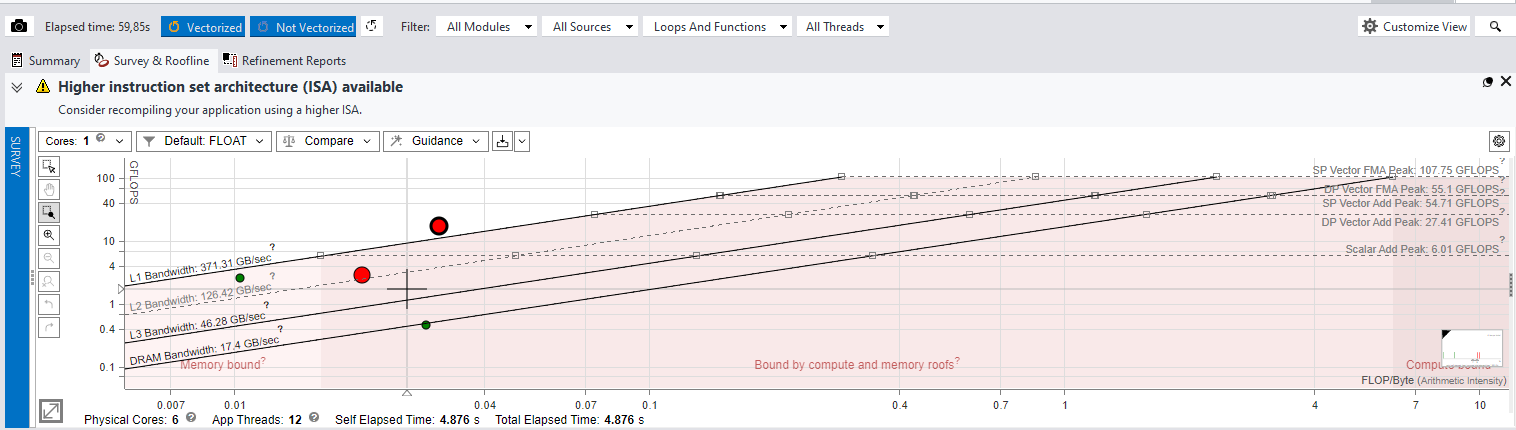 Elapsed time: 59,85s Vectorized Not Vectorized Filter: All Modules All Sources Loops And Functions All Threads Customize View
Summary Survey & Roofline Refinement Reports
Higher instruction set architecture (ISA) available
Consider recompiling your application using a higher ISA.
SURVEY
Cores: 1 ? Default: FLOAT Compare Guidance
GFLOPS
100
40
10
4
1
0.4
0.1
SP Vector FMA Peak: 107.75 GFLOPS ?
DP Vector FMA Peak: 55.1 GFLOPS ?
SP Vector Add Peak: 54.71 GFLOPS
DP Vector Add Peak: 27.41 GFLOPS ?
Scalar Add Peak: 6.01 GFLOPS ?
L1 Bandwidth: 371.31 GB/sec ?
L2 Bandwidth: 126.42 GB/sec ?
L3 Bandwidth: 46.28 GB/sec ?
DRAM Bandwidth: 17.4 GB/sec ?
Memory bound ? Bound by compute and memory roofs ?
FLOP/Byte (Arithmetic Intensity)
0.007 0.01 0.04 0.07 0.1 0.4 0.7 1 4 7 10
Physical Cores: 6 ? App Threads: 12 ? Self Elapsed Time: 4.876 s Total Elapsed Time: 4.876 s